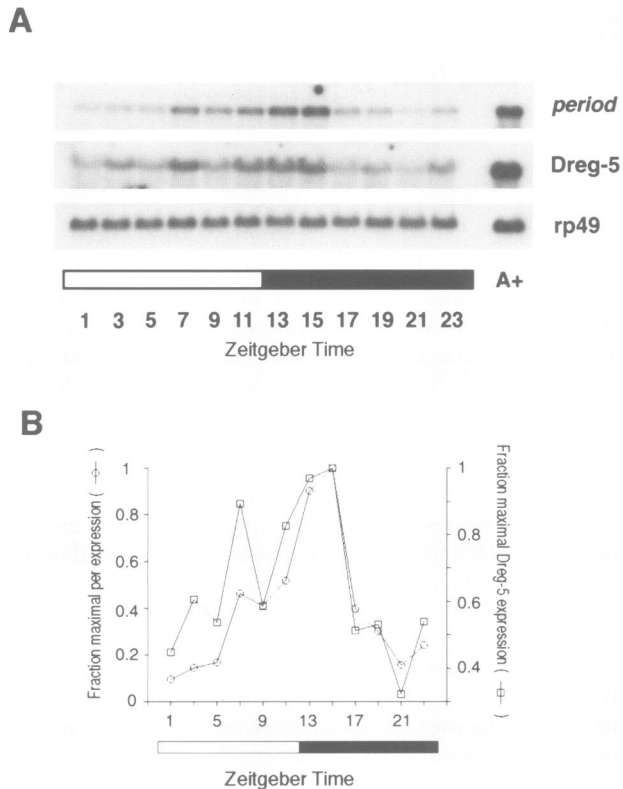 A
period
Dreg-5
rp49
A+
1 3 5 7 9 11 13 15 17 19 21 23
Zeitgeber Time
B
Fraction maximal per expression ( )
1
0.8
0.6
0.4
0.2
0
1
0.8
0.6
0.4
Fraction maximal Dreg-5 expression ( )
1 5 9 13 17 21
Zeitgeber Time